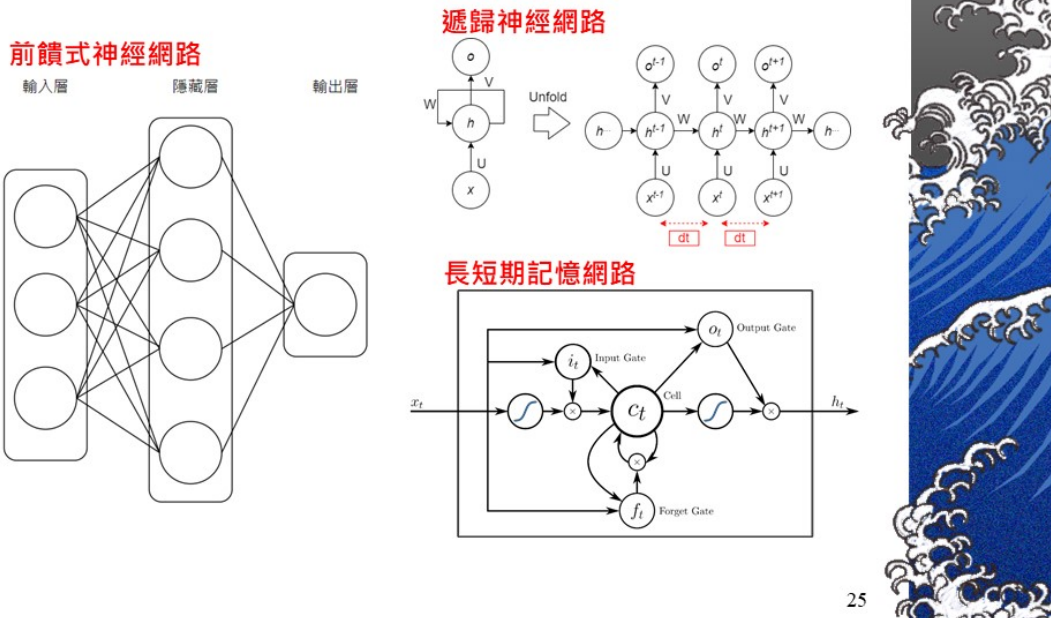 前饋式神經網路
輸入層
隱藏層
輸出層
遞歸神經網路
o
V
W
h
U
x
Unfold
o^{t-1} o^{t} o^{t+1}
V V V
h... h^{t-1} W h^{t} W h^{t+1} W h...
U U U
x^{t-1} x^{t} x^{t+1}
dt dt
長短期記憶網路
o_t Output Gate
i_t Input Gate
Cell
x_t c_t h_t
× × ×
f_t Forget Gate
25